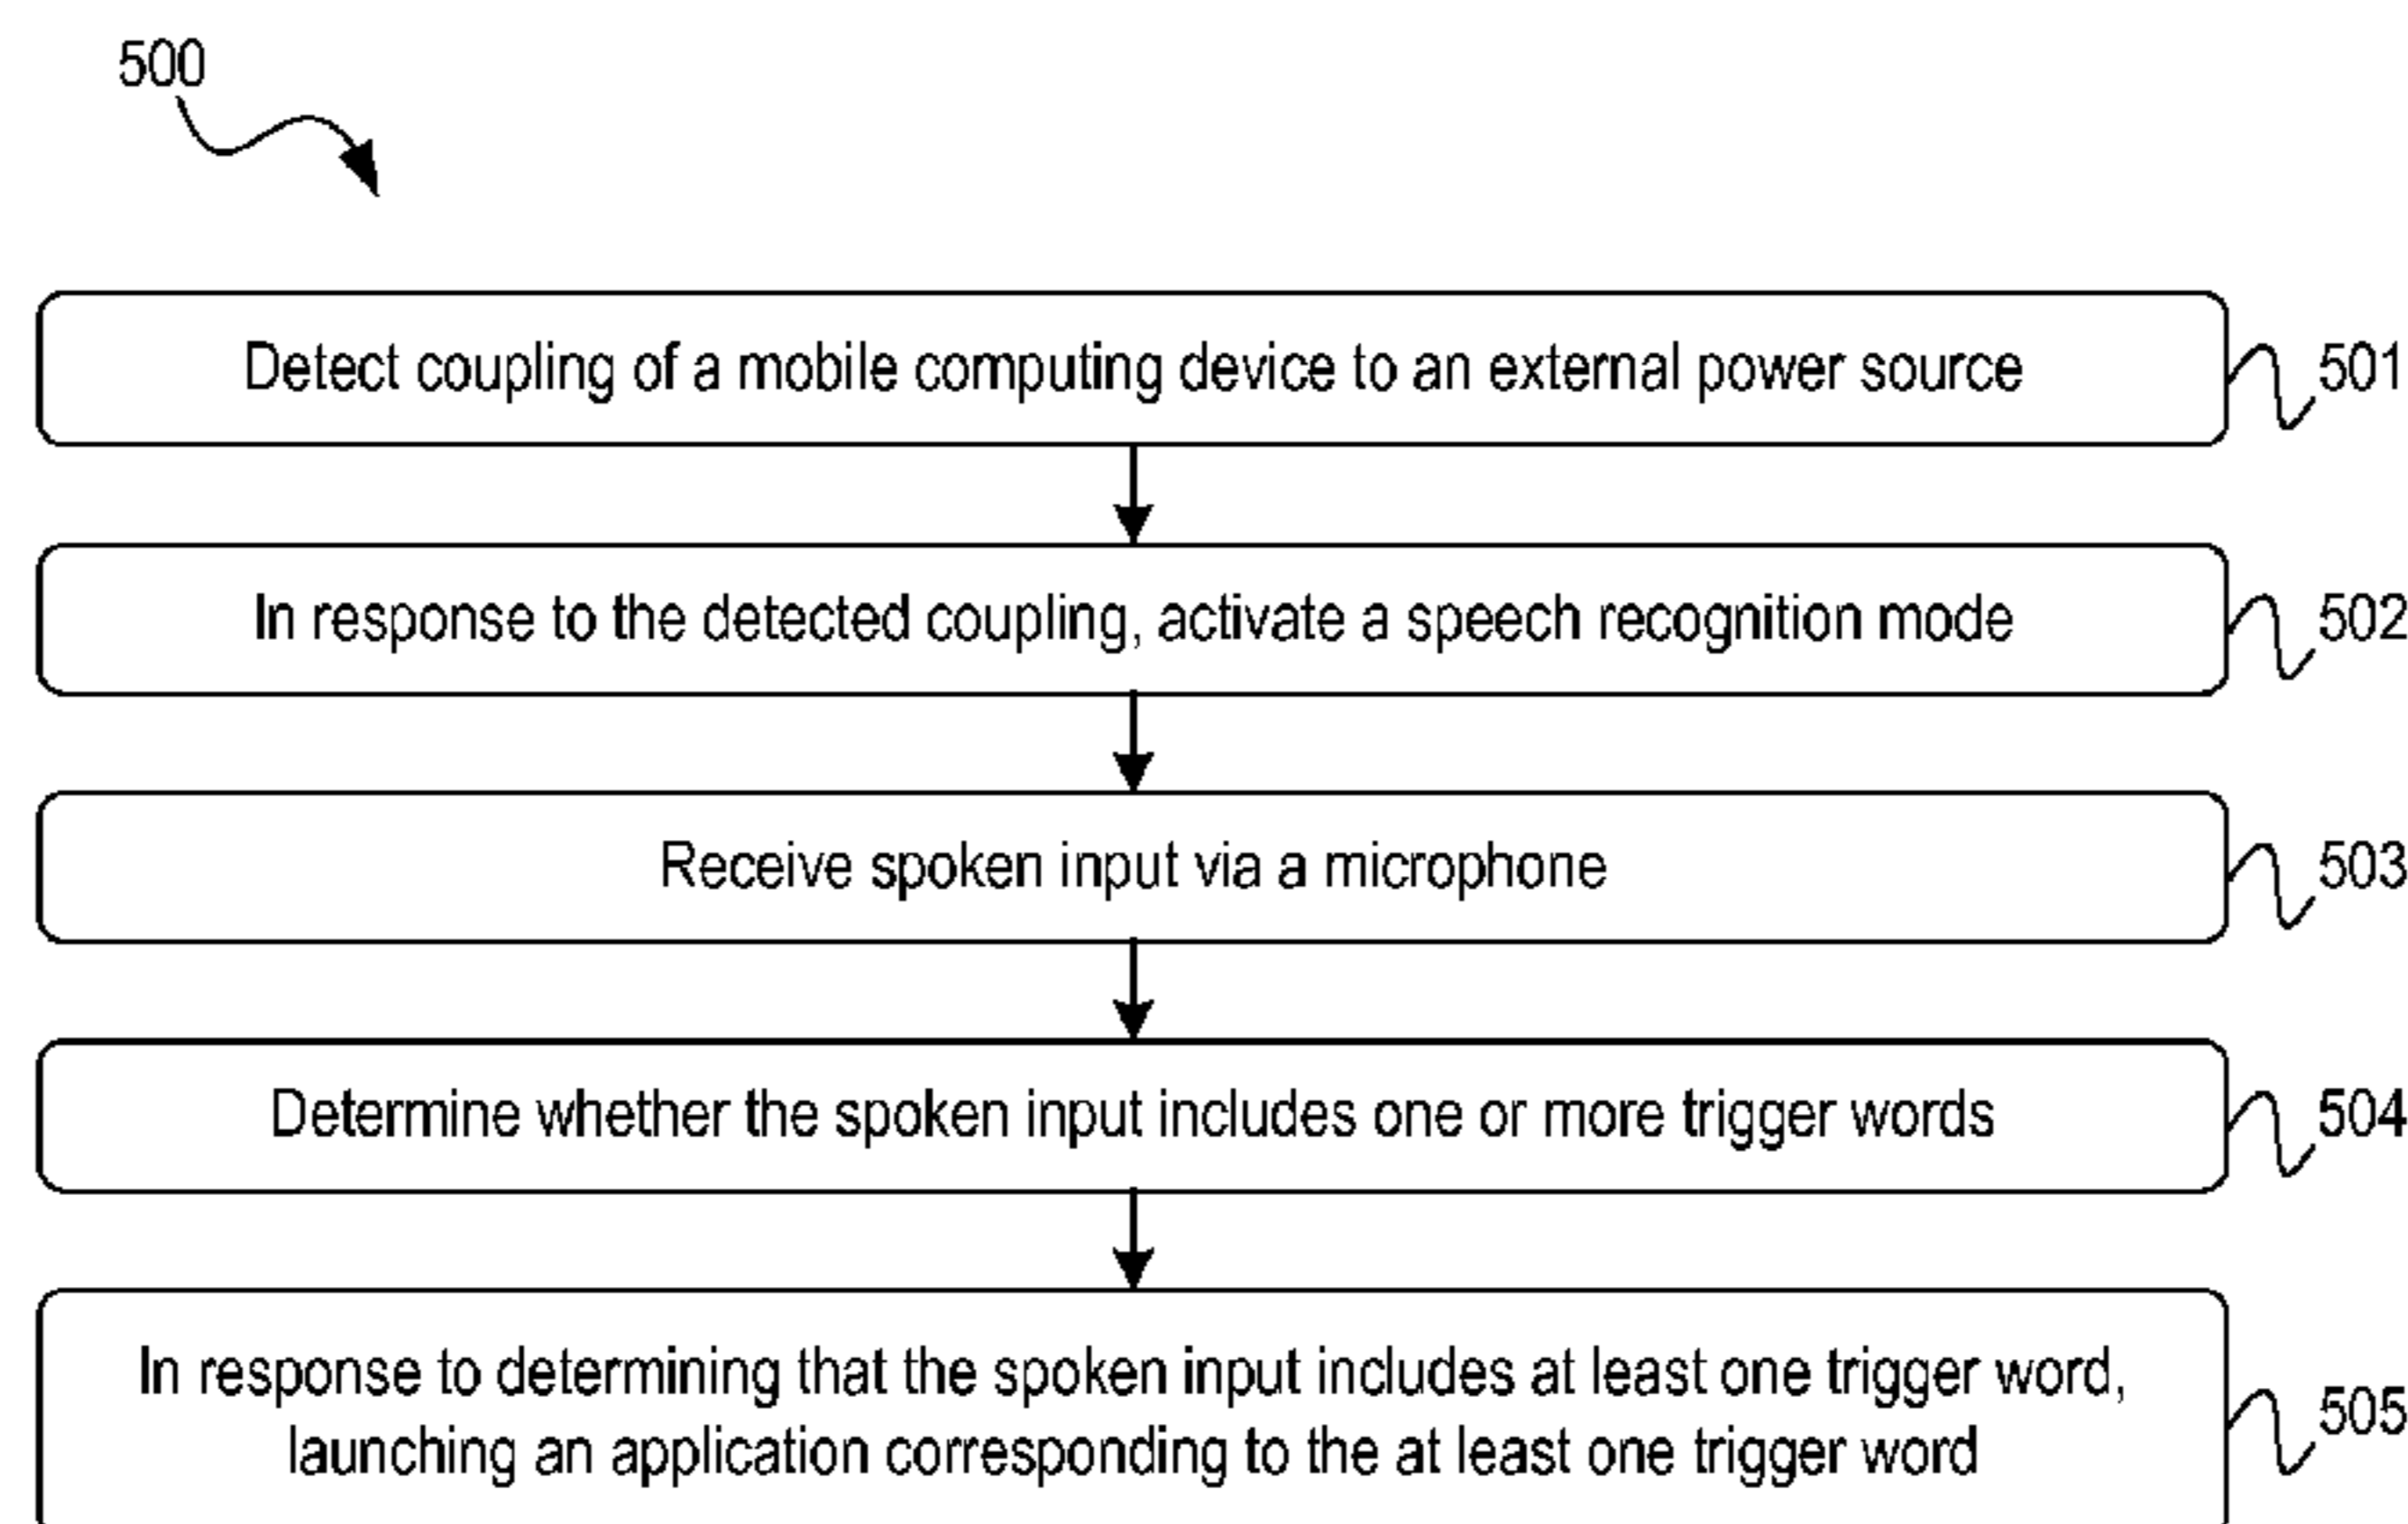 500
Detect coupling of a mobile computing device to an external power source
501
In response to the detected coupling, activate a speech recognition mode
502
Receive spoken input via a microphone
503
Determine whether the spoken input includes one or more trigger words
504
In response to determining that the spoken input includes at least one trigger word,
launching an application corresponding to the at least one trigger word
505